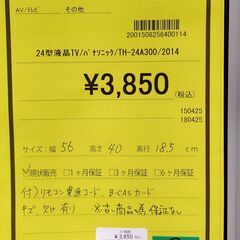 AV/テレビ その他
2001508256400114
24型液晶TV/パナソニック/TH-24A300/2014
¥3,850
(税込)
150425
180425
サイズ:幅 56 高さ 40 奥行 18.5 cm
☑現状販売 □1ヶ月保証 □3ヶ月保証 □6ヶ月保証
付)リモコン 電源コード、B-CASカード
キズ、欠け有り ※古い商品の為保証なし
¥3,850